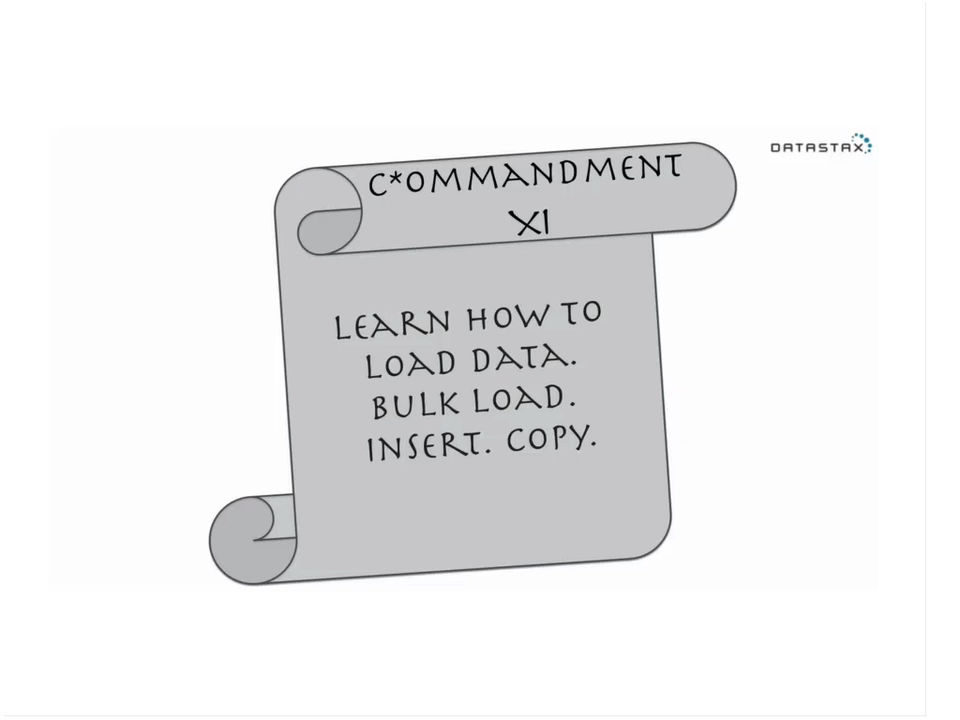 DATASTAX
C*OMMANDMENT
XI
LEARN HOW TO
LOAD DATA.
BULK LOAD.
INSERT. COPY.